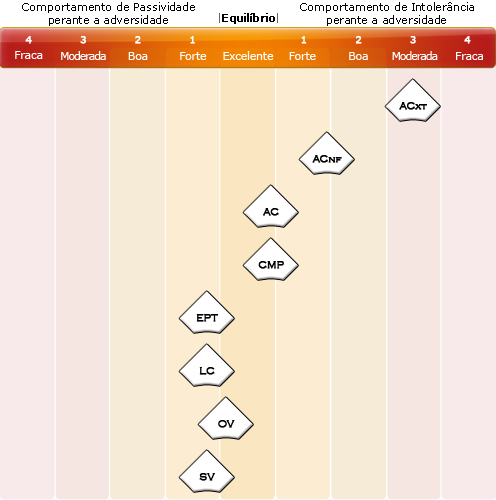 Comportamento de Passividade
perante a adversidade
|Equilíbrio|
Comportamento de Intolerância
perante a adversidade
4 3 2 1 1 2 3 4
Fraca Moderada Boa Forte Excelente Forte Boa Moderada Fraca
ACXT
ACNF
AC
CMP
EPT
LC
OV
SV